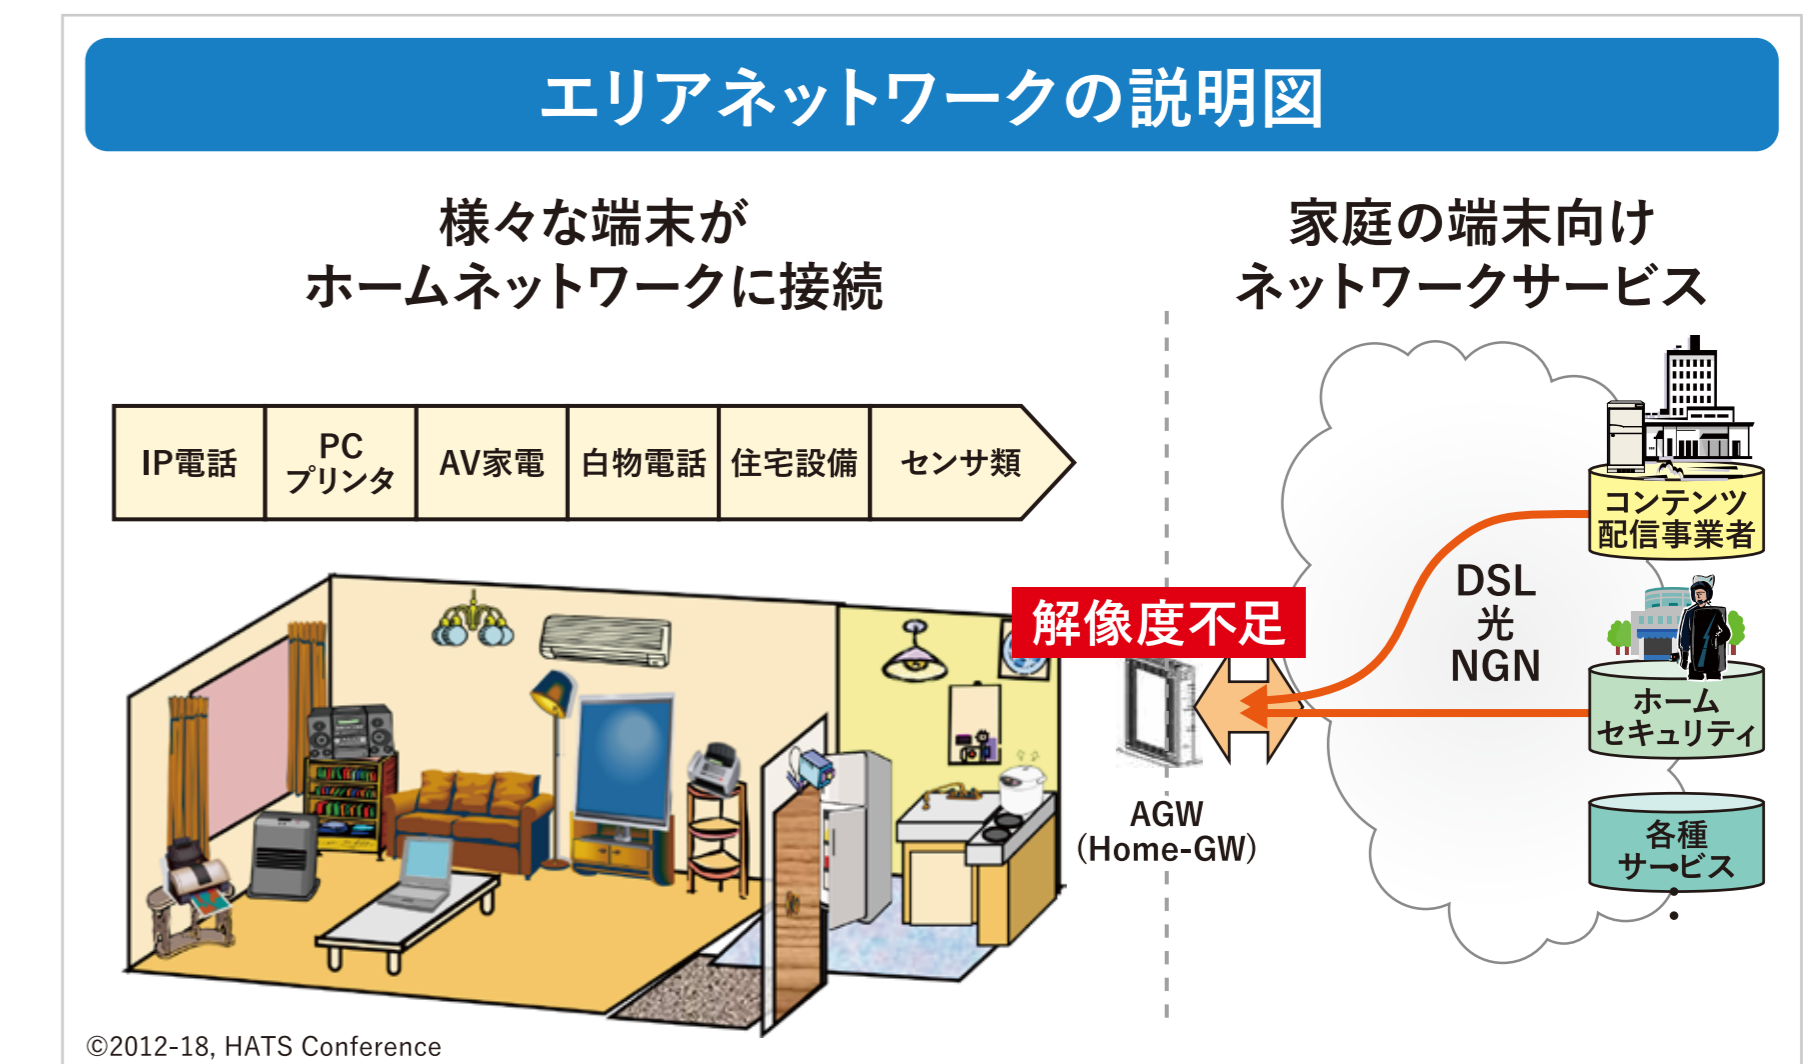 エリアネットワークの説明図
様々な端末が
ホームネットワークに接続
家庭の端末向け
ネットワークサービス
IP電話
PC
プリンタ
AV家電
白物電話
住宅設備
センサ類
解像度不足
AGW
(Home-GW)
DSL
光
NGN
コンテンツ
配信事業者
ホーム
セキュリティ
各種
サービス
©2012-18, HATS Conference